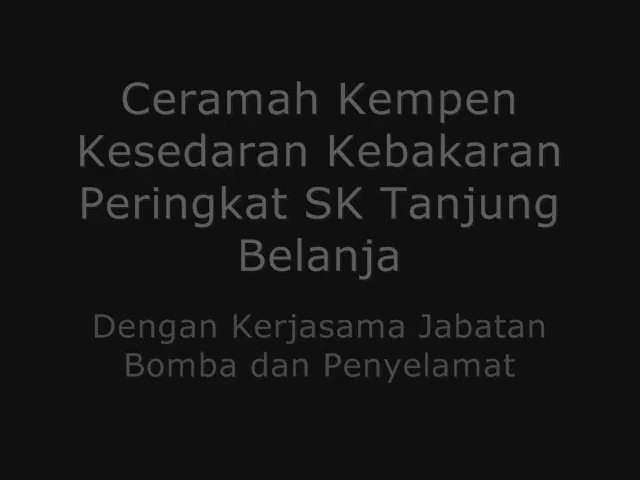 Ceramah Kempen
Kesedaran Kebakaran
Peringkat SK Tanjung
Belanja
Dengan Kerjasama Jabatan
Bomba dan Penyelamat